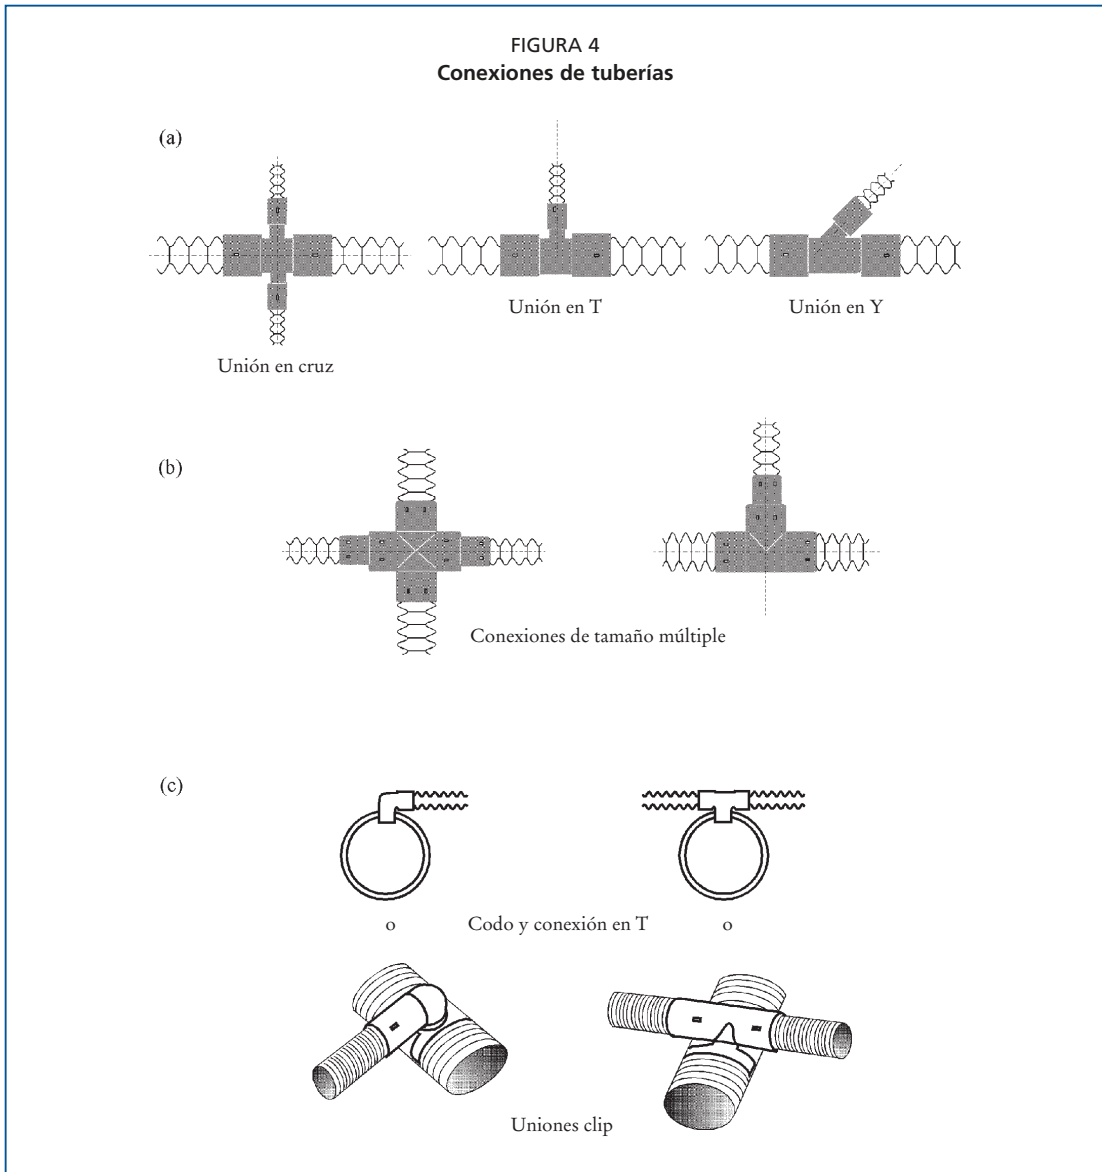 FIGURA 4
Conexiones de tuberías
(a)
Unión en cruz
Unión en T
Unión en Y
(b)
Conexiones de tamaño múltiple
(c)
o Codo y conexión en T o
Uniones clip